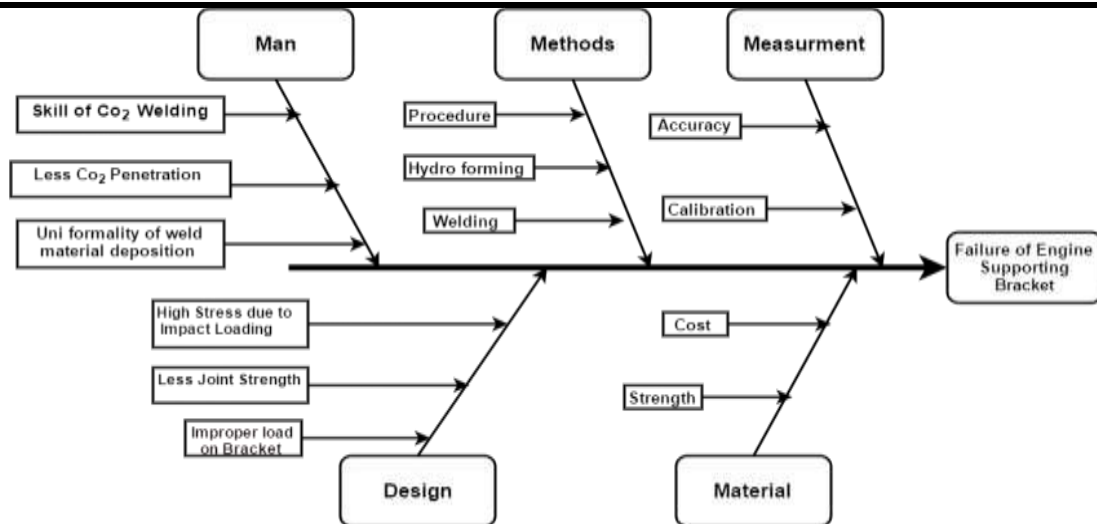 Man
Methods
Measurment
Skill of Co₂ Welding
Less Co₂ Penetration
Uni formality of weld
material deposition
Procedure
Hydro forming
Welding
Accuracy
Calibration
Failure of Engine
Supporting
Bracket
High Stress due to
Impact Loading
Less Joint Strength
Improper load
on Bracket
Cost
Strength
Design
Material